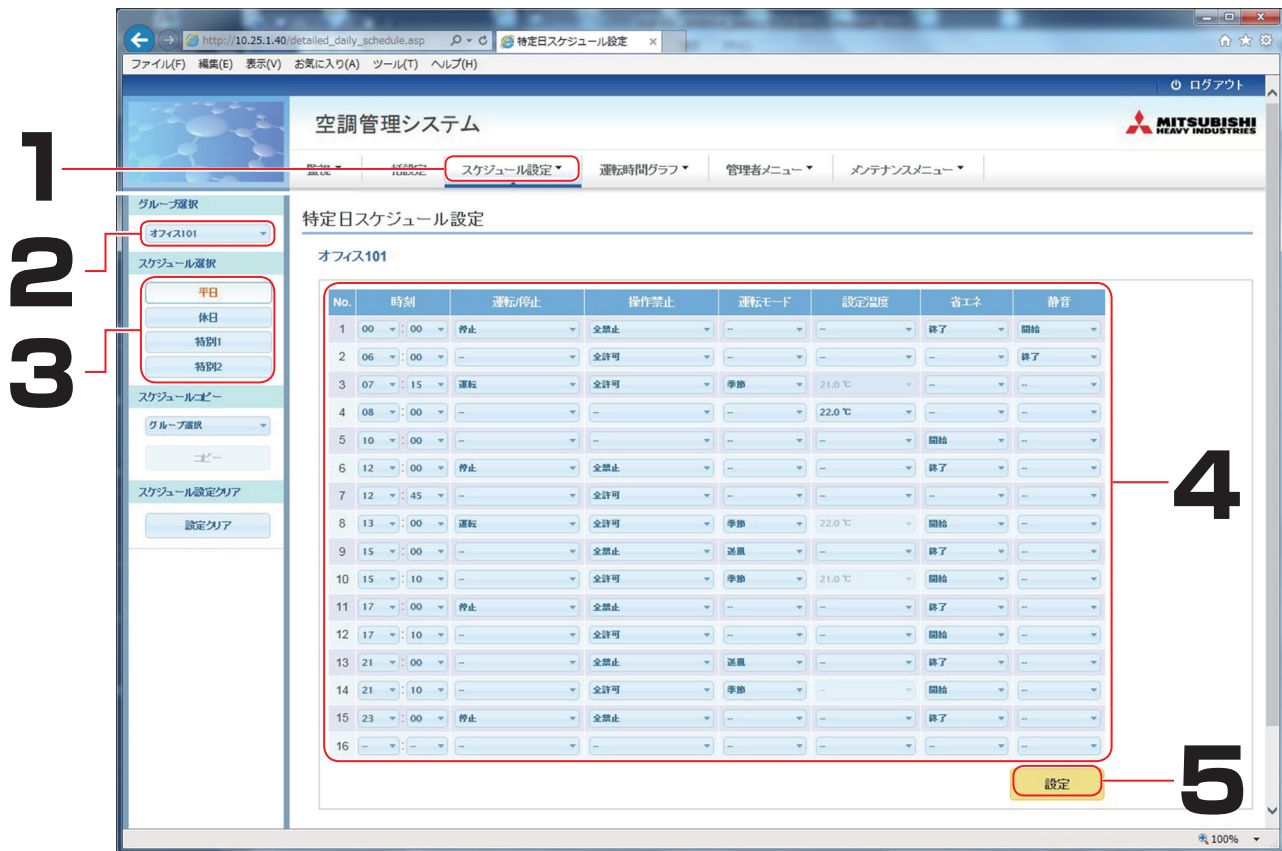 http://10.25.1.40/detailed_daily_schedule.asp
特定日スケジュール設定 ×
ファイル(F) 編集(E) 表示(V) お気に入り(A) ツール(T) ヘルプ(H)
ログアウト
空調管理システム
MITSUBISHI
HEAVY INDUSTRIES
1
監視 一括設定 スケジュール設定 運転時間グラフ 管理者メニュー メンテナンスメニュー
グループ選択
2
オフィス101
スケジュール選択
3
平日
休日
特別1
特別2
スケジュールコピー
グループ選択
コピー
スケジュール設定クリア
設定クリア
特定日スケジュール設定
オフィス101
4
No. 時刻 運転/停止 操作禁止 運転モード 設定温度 省エネ 静音
1 00 : 00 停止 全禁止 -- -- 終了 開始
2 06 : 00 -- 全許可 -- -- -- 終了
3 07 : 15 運転 全許可 季節 21.0 ℃ -- --
4 08 : 00 -- -- -- 22.0 ℃ -- --
5 10 : 00 -- -- -- -- 開始 --
6 12 : 00 停止 全禁止 -- -- 終了 --
7 12 : 45 -- 全許可 -- -- -- --
8 13 : 00 運転 全許可 季節 22.0 ℃ 開始 --
9 15 : 00 -- 全禁止 送風 -- 終了 --
10 15 : 10 -- 全許可 季節 21.0 ℃ 開始 --
11 17 : 00 停止 全禁止 -- -- 終了 --
12 17 : 10 -- 全許可 -- -- 開始 --
13 21 : 00 -- 全禁止 送風 -- 終了 --
14 21 : 10 -- 全許可 季節 -- 開始 --
15 23 : 00 停止 全禁止 -- -- 終了 --
16 -- : -- -- -- -- -- -- --
設定
5
100%